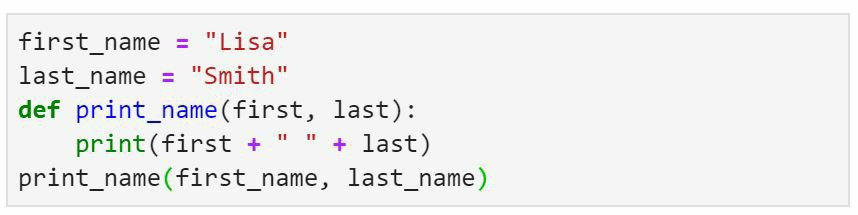 first_name = "Lisa"
last_name = "Smith"
def print_name(first, last):
    print(first + " " + last)
print_name(first_name, last_name)